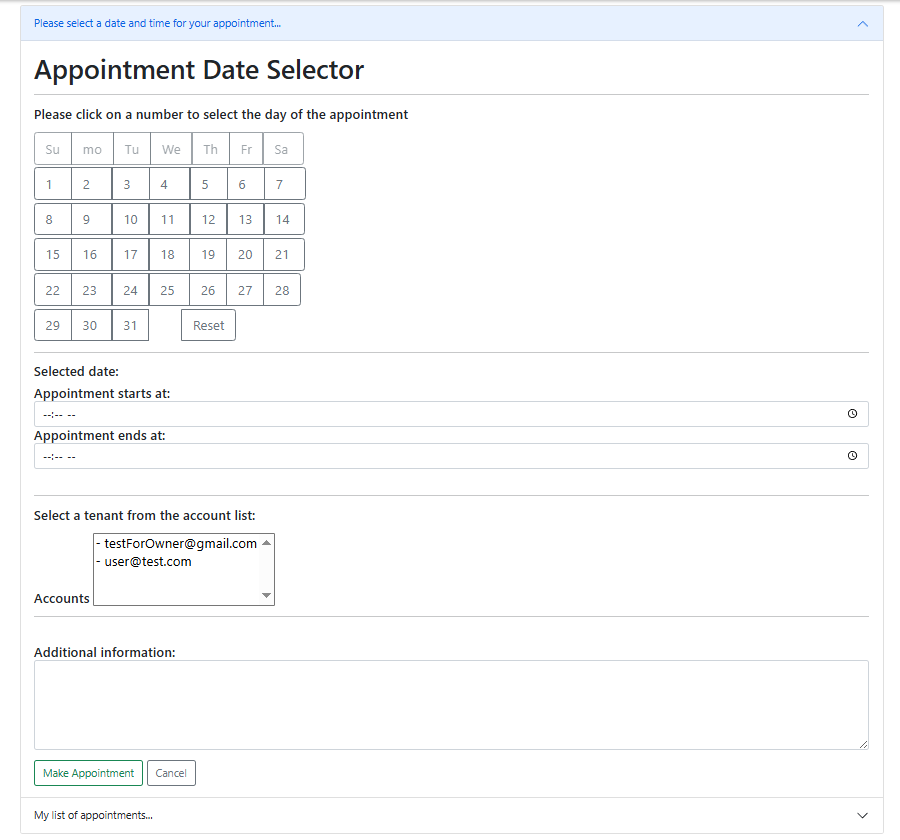 Please select a date and time for your appointment...
Appointment Date Selector
Please click on a number to select the day of the appointment
Su mo Tu We Th Fr Sa
1 2 3 4 5 6 7
8 9 10 11 12 13 14
15 16 17 18 19 20 21
22 23 24 25 26 27 28
29 30 31 Reset
Selected date:
Appointment starts at:
--:-- --
Appointment ends at:
--:-- --
Select a tenant from the account list:
- testForOwner@gmail.com
- user@test.com
Accounts
Additional information:
Make Appointment Cancel
My list of appointments...